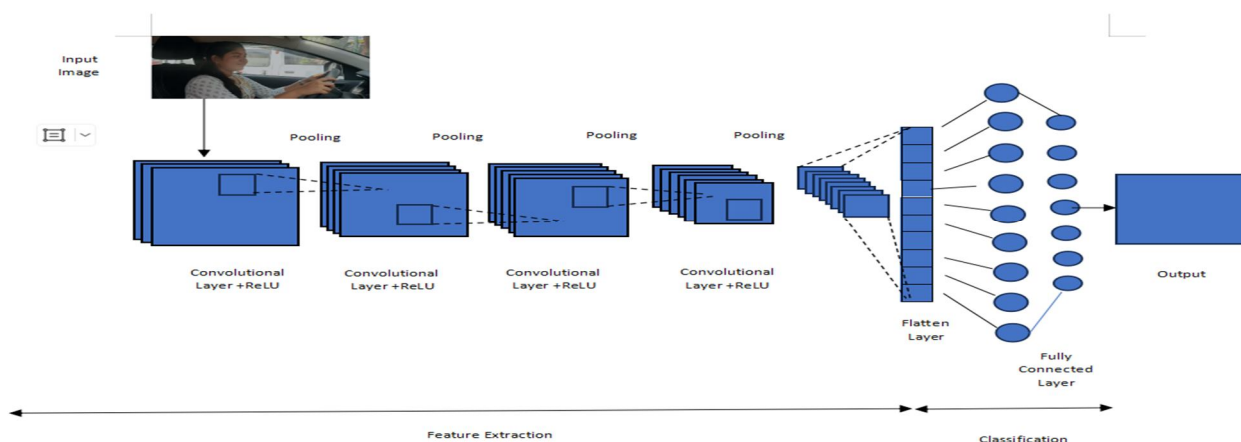 Input
Image
Pooling
Pooling
Pooling
Pooling
Convolutional
Layer +ReLU
Convolutional
Layer +ReLU
Convolutional
Layer +ReLU
Convolutional
Layer +ReLU
Flatten
Layer
Fully
Connected
Layer
Output
Feature Extraction
Classification